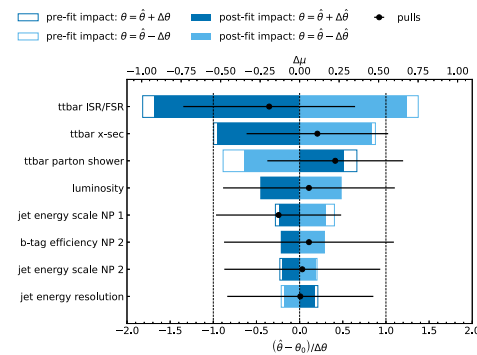 pre-fit impact: θ = θ̂ + Δθ post-fit impact: θ = θ̂ + Δθ̂ pulls
pre-fit impact: θ = θ̂ − Δθ post-fit impact: θ = θ̂ − Δθ̂
Δμ
−1.00 −0.75 −0.50 −0.25 0.00 0.25 0.50 0.75 1.00
ttbar ISR/FSR
ttbar x-sec
ttbar parton shower
luminosity
jet energy scale NP 1
b-tag efficiency NP 2
jet energy scale NP 2
jet energy resolution
−2.0 −1.5 −1.0 −0.5 0.0 0.5 1.0 1.5 2.0
(θ̂ − θ₀)/Δθ